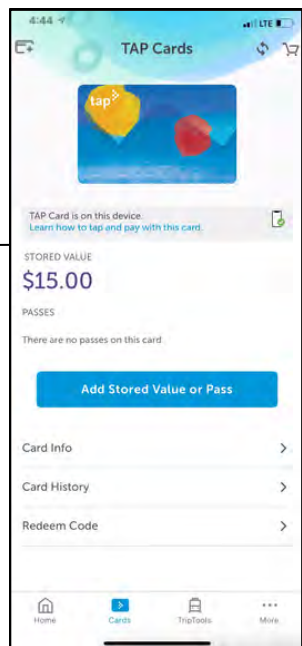 4:44
LTE
TAP Cards
tap
TAP Card is on this device.
Learn how to tap and pay with this card.
STORED VALUE
$15.00
PASSES
There are no passes on this card
Add Stored Value or Pass
Card Info
Card History
Redeem Code
Home Cards TripTools More